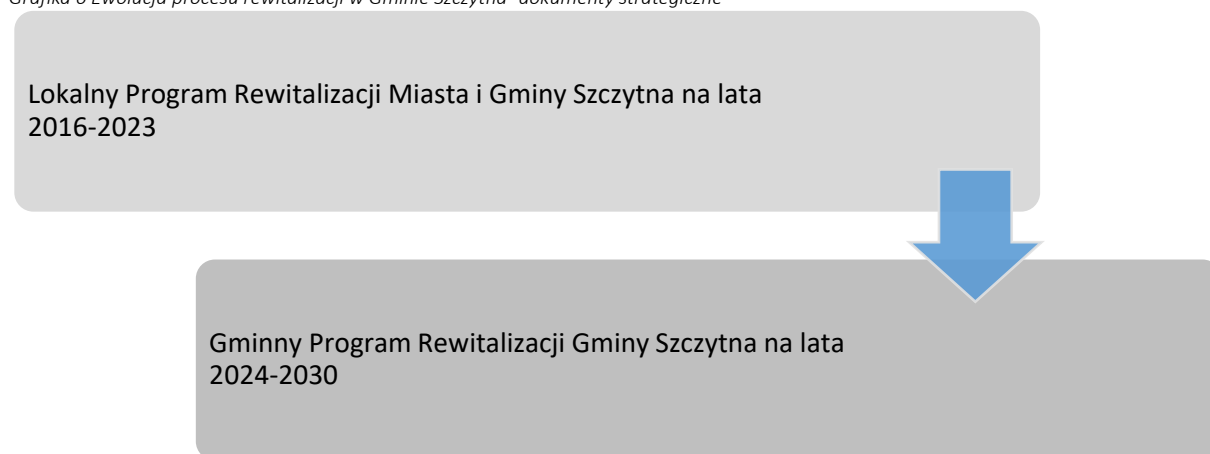 Grafika 6 Ewolucja procesu rewitalizacji w Gminie Szczytna- dokumenty strategiczne
Lokalny Program Rewitalizacji Miasta i Gminy Szczytna na lata
2016-2023
Gminny Program Rewitalizacji Gminy Szczytna na lata
2024-2030